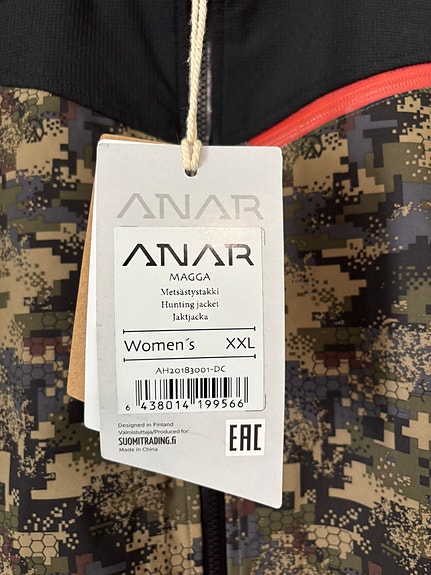 ANAR
ANAR
MAGGA
Metsästystakki
Hunting jacket
Jaktjacka
Women´s XXL
AH20183001-DC
6 438014 199566
Designed in Finland
Valmistuttaja/Produced for:
SUOMITRADING.fi
Made in China
EAC